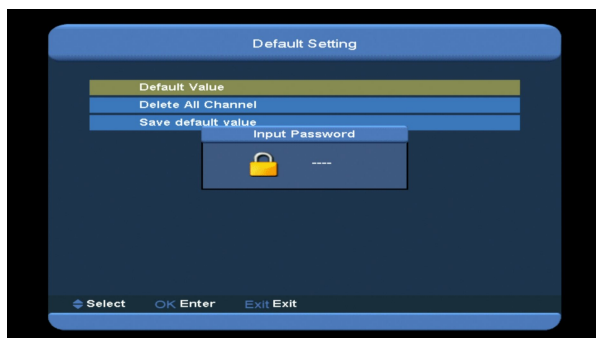 Default Setting
Default Value
Delete All Channel
Save default value
Input Password
----
Select OK Enter Exit Exit